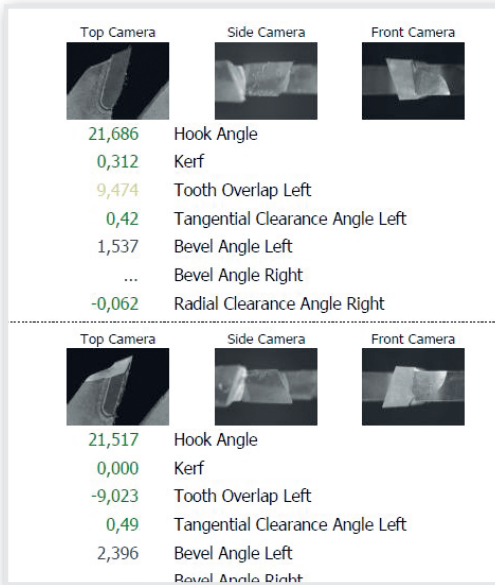 Top Camera Side Camera Front Camera
21,686 Hook Angle
0,312 Kerf
9,474 Tooth Overlap Left
0,42 Tangential Clearance Angle Left
1,537 Bevel Angle Left
... Bevel Angle Right
-0,062 Radial Clearance Angle Right
Top Camera Side Camera Front Camera
21,517 Hook Angle
0,000 Kerf
-9,023 Tooth Overlap Left
0,49 Tangential Clearance Angle Left
2,396 Bevel Angle Left
Bevel Angle Right